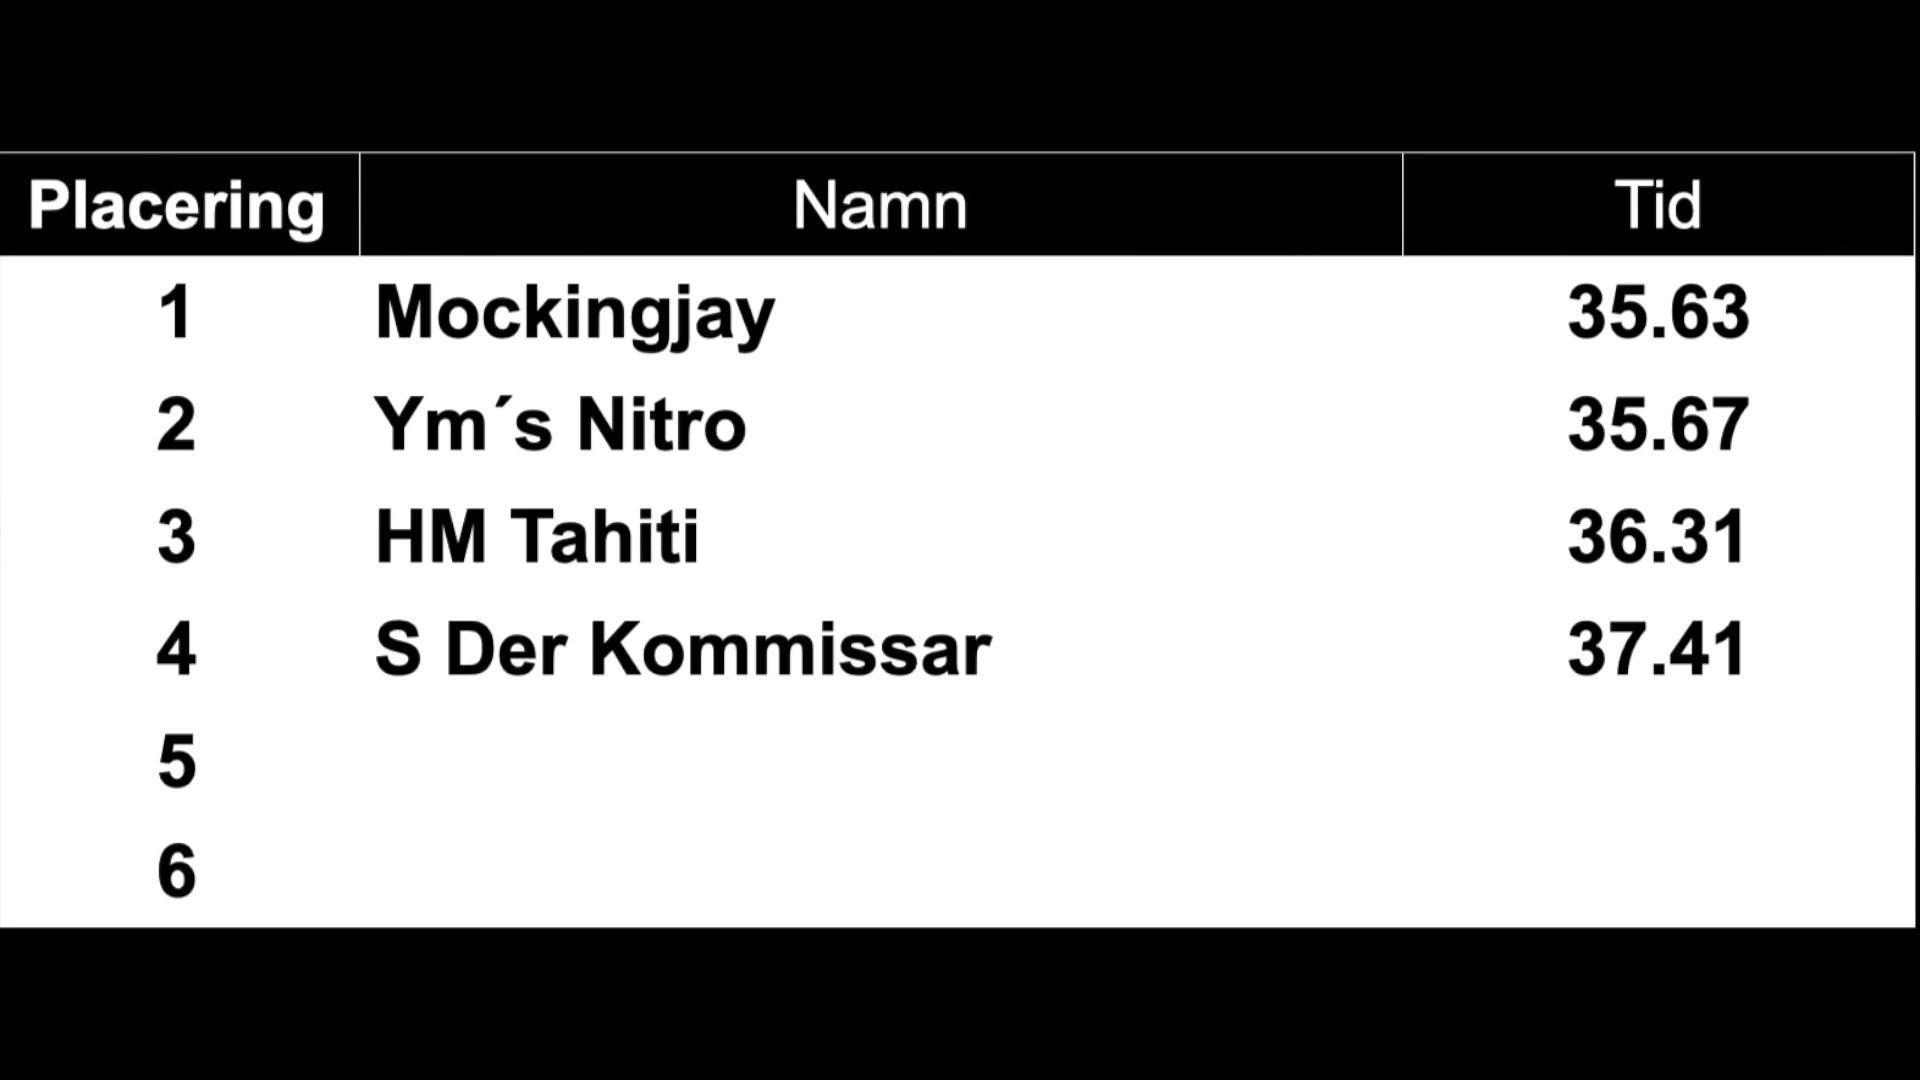 Placering Namn Tid
1 Mockingjay 35.63
2 Ym´s Nitro 35.67
3 HM Tahiti 36.31
4 S Der Kommissar 37.41
5
6